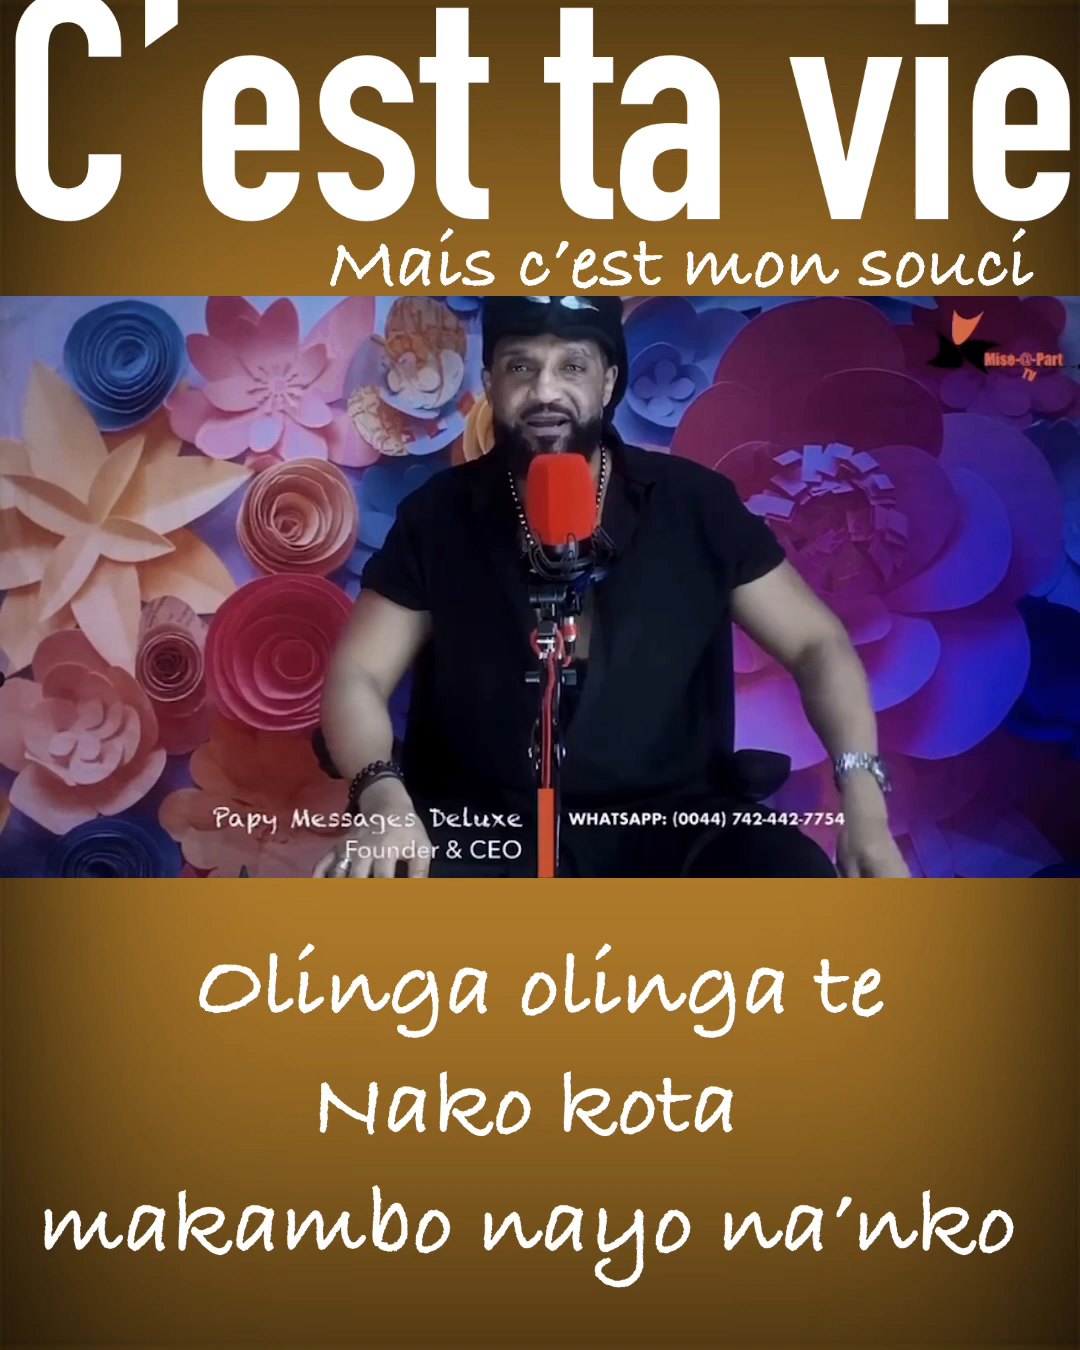 C'est ta vie
Mais c'est mon souci
Mise-@-Part
TV
Papy Messages Deluxe
Founder & CEO
WHATSAPP: (0044) 742-442-7754
Olinga olinga te
Nako kota
makambo nayo na'nko